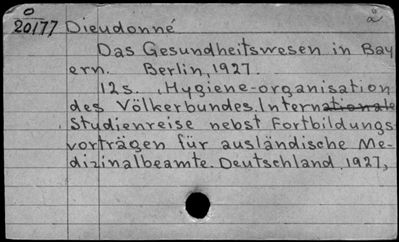 O
20177 Dieudonné ä
Das Gesundheitswesen in Bay
ern. Berlin, 1927.
12 s. , Hygiene-organisation
des Völkerbundes. Internationale
Studienreise nebst Fortbildungs
vorträgen für ausländische Me-
dizinalbeamte. Deutschland 1927,